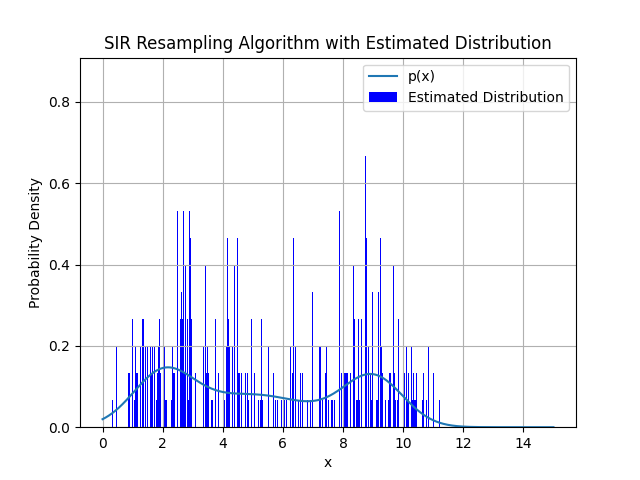 SIR Resampling Algorithm with Estimated Distribution
p(x)
Estimated Distribution
Probability Density
0.8
0.6
0.4
0.2
0.0
0 2 4 6 8 10 12 14
x